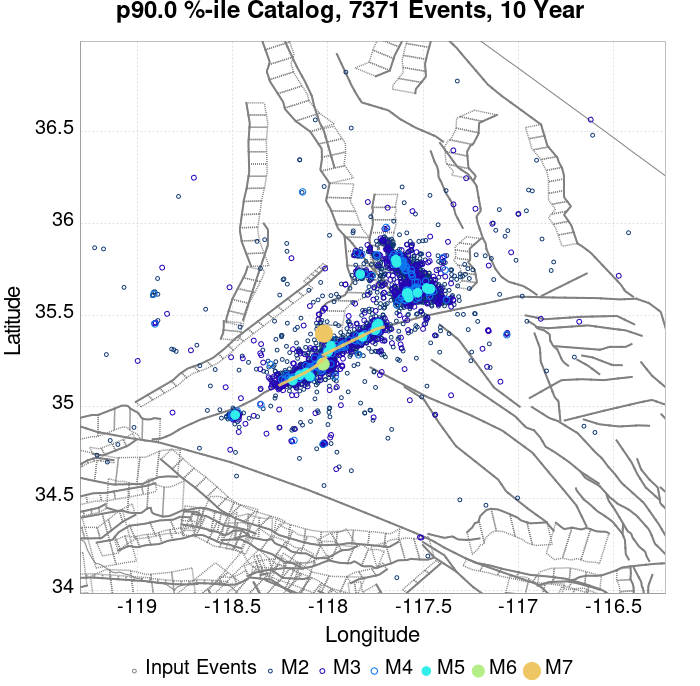 p90.0 %-ile Catalog, 7371 Events, 10 Year
Latitude
36.5
36
35.5
35
34.5
34
-119 -118.5 -118 -117.5 -117 -116.5
Longitude
Input Events M2 M3 M4 M5 M6 M7